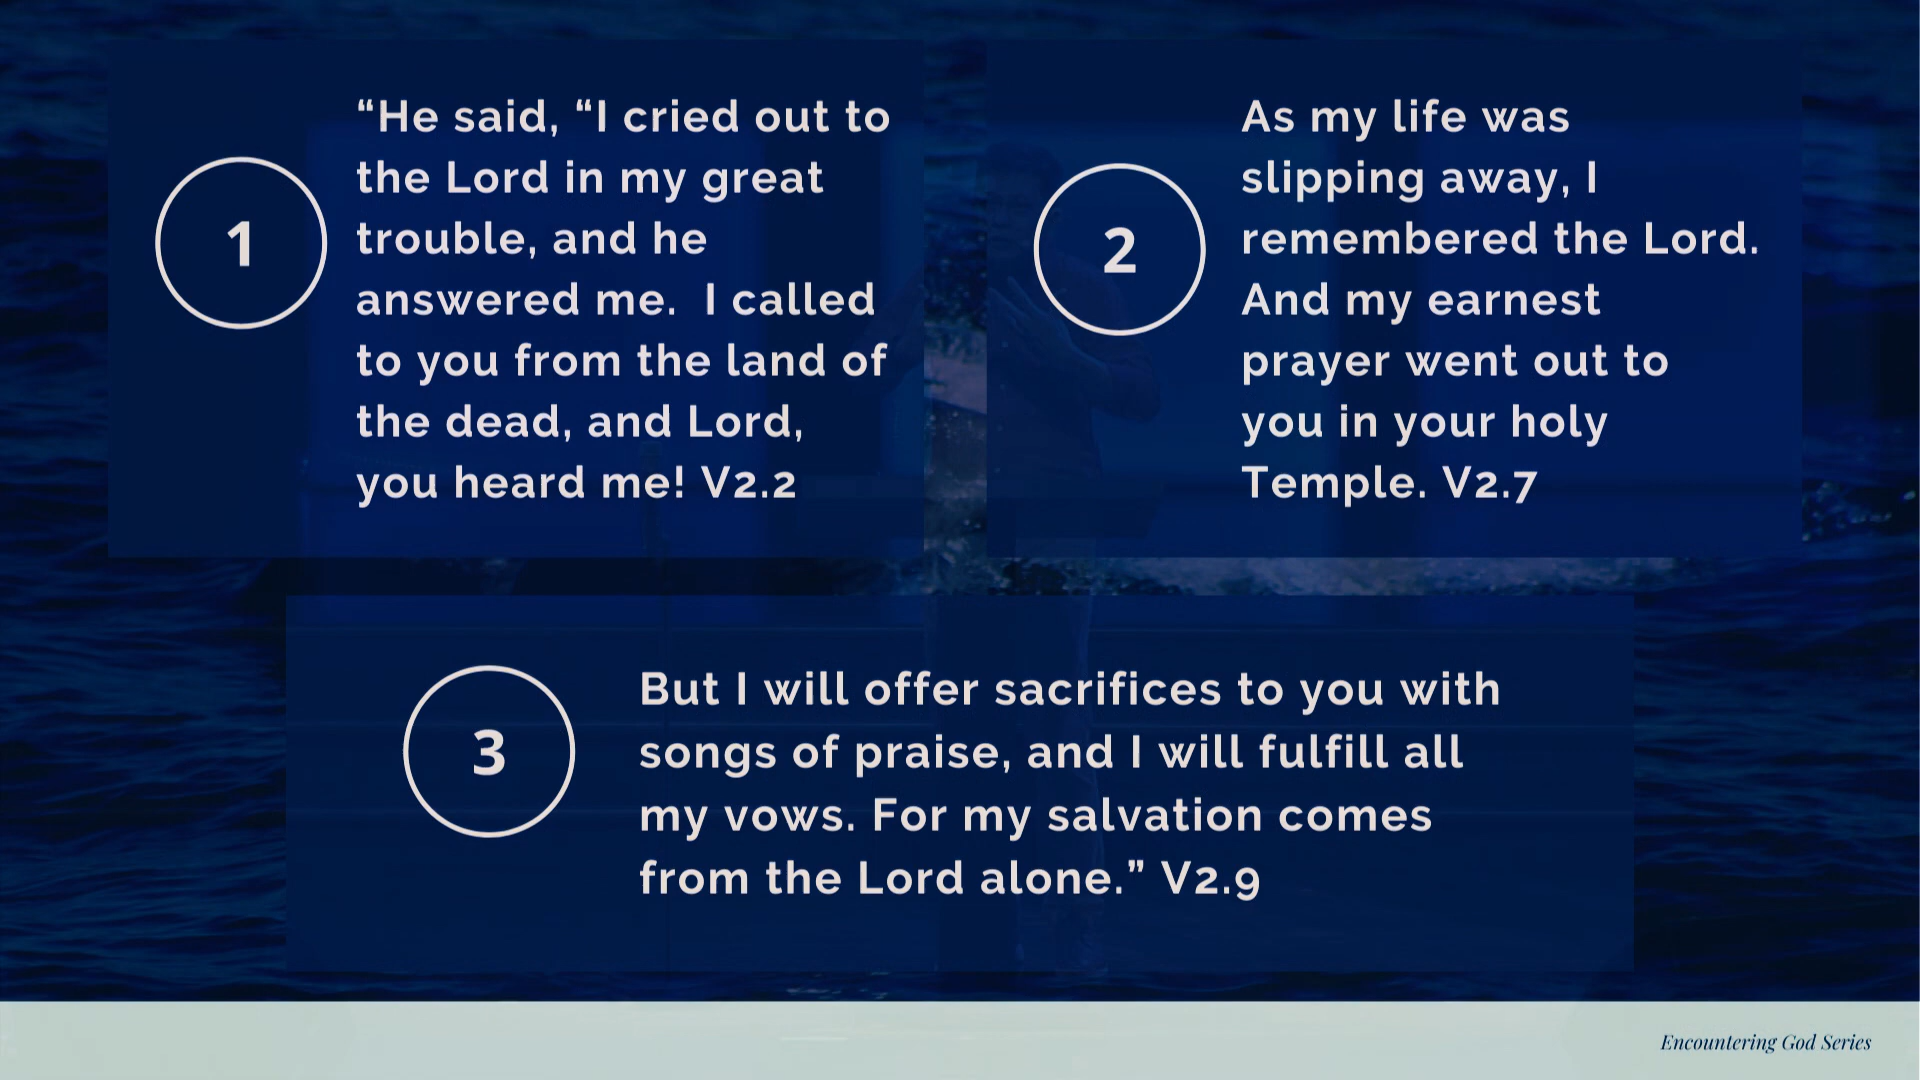 1
“He said, “I cried out to
the Lord in my great
trouble, and he
answered me.  I called
to you from the land of
the dead, and Lord,
you heard me! V2.2
2
As my life was
slipping away, I
remembered the Lord.
And my earnest
prayer went out to
you in your holy
Temple. V2.7
3
But I will offer sacrifices to you with
songs of praise, and I will fulfill all
my vows. For my salvation comes
from the Lord alone.” V2.9
Encountering God Series